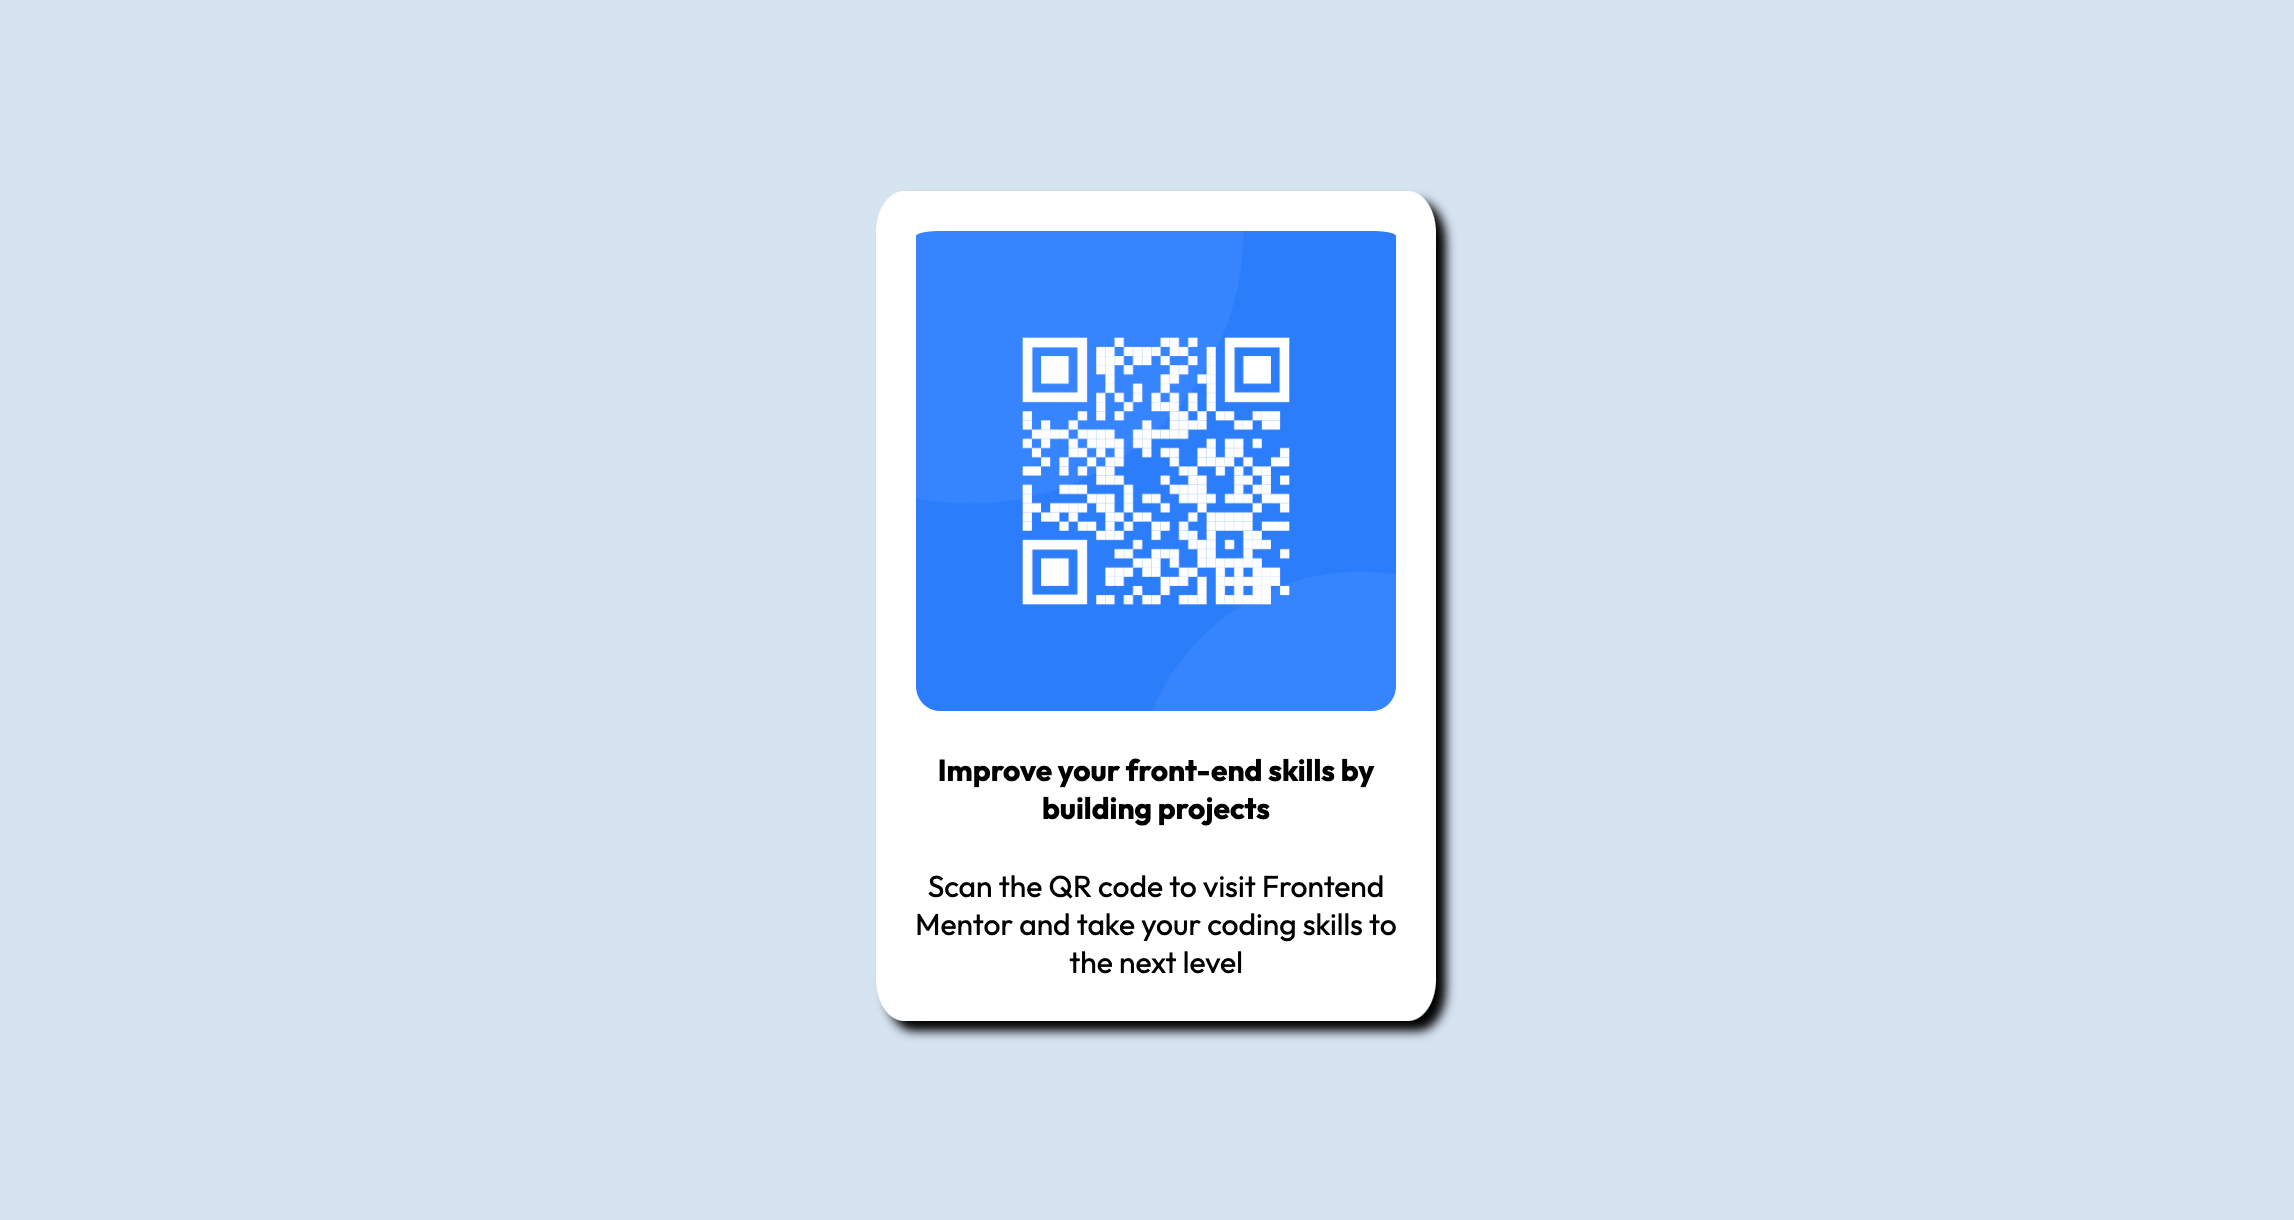 Improve your front-end skills by
building projects
Scan the QR code to visit Frontend
Mentor and take your coding skills to
the next level